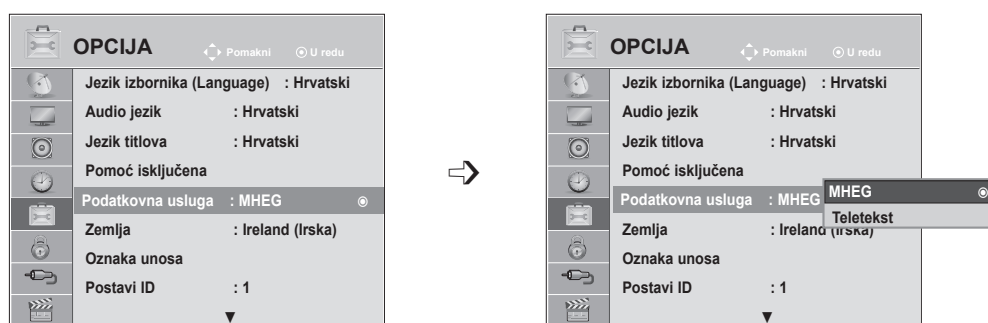 OPCIJA Pomakni U redu
Jezik izbornika (Language) : Hrvatski
Audio jezik : Hrvatski
Jezik titlova : Hrvatski
Pomoć isključena
Podatkovna usluga : MHEG
Zemlja : Ireland (Irska)
Oznaka unosa
Postavi ID : 1
OPCIJA Pomakni U redu
Jezik izbornika (Language) : Hrvatski
Audio jezik : Hrvatski
Jezik titlova : Hrvatski
Pomoć isključena
Podatkovna usluga : MHEG
MHEG
Teletekst
Zemlja : Ireland (Irska)
Oznaka unosa
Postavi ID : 1